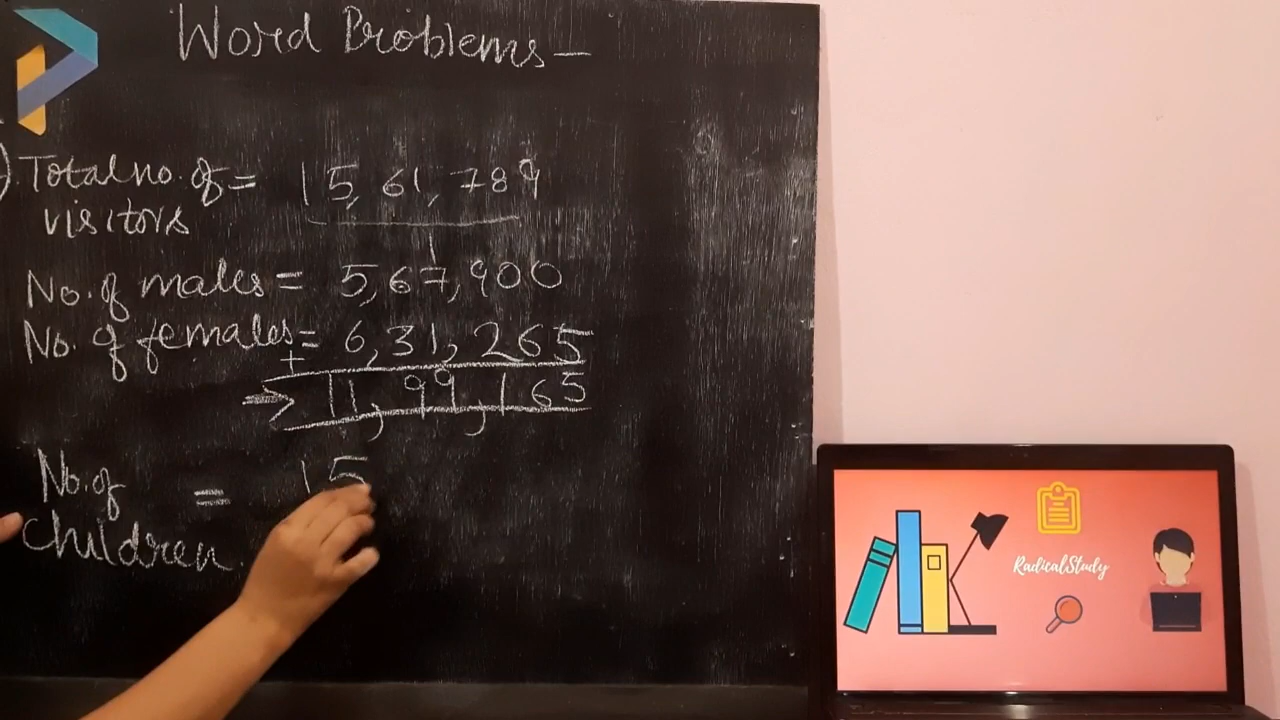 Word Problems –
) Total no. of = 15,61,789
visitors
No. of males = 5,67,900
1
No. of females = 6,31,265
+
⇒ 11,99,165
No. of = 15
children
RadicalStudy